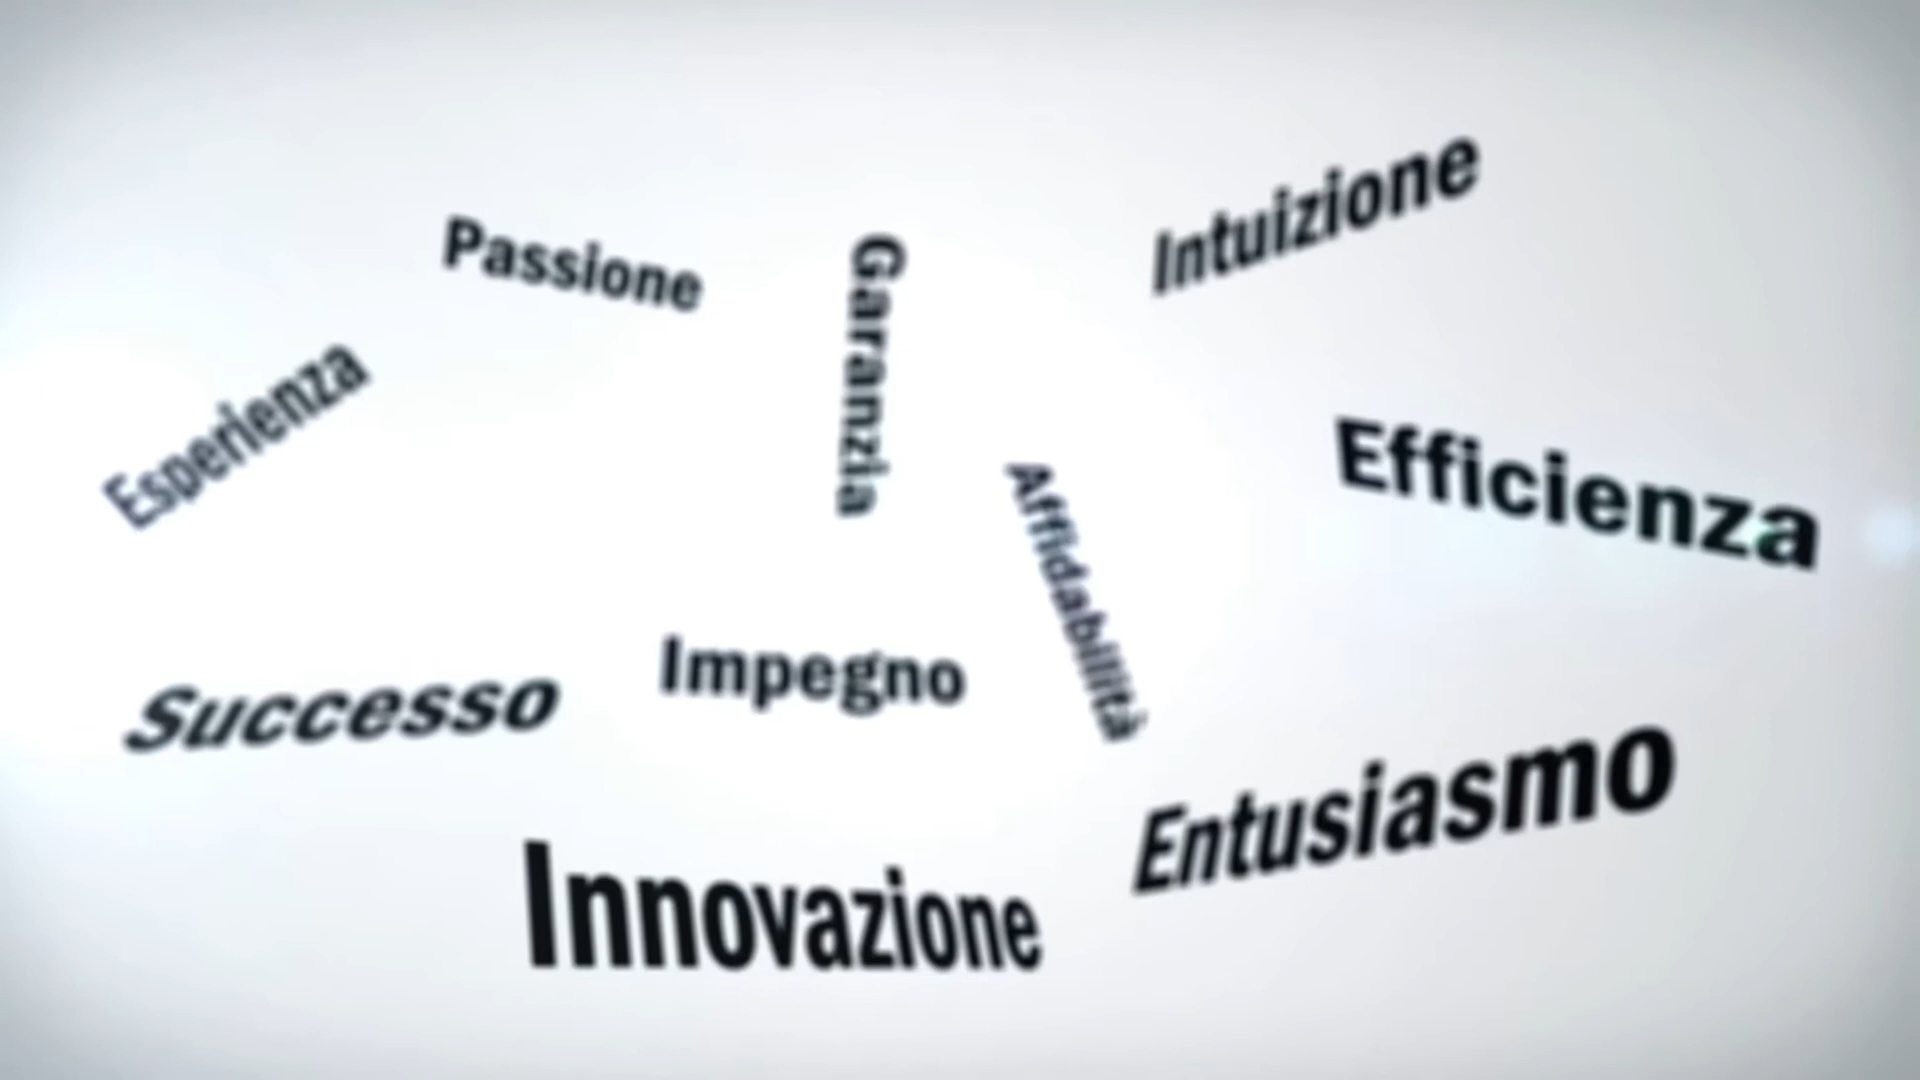 Intuizione
Passione
Garanzia
Esperienza
Efficienza
Affidabilità
Impegno
Successo
Entusiasmo
Innovazione